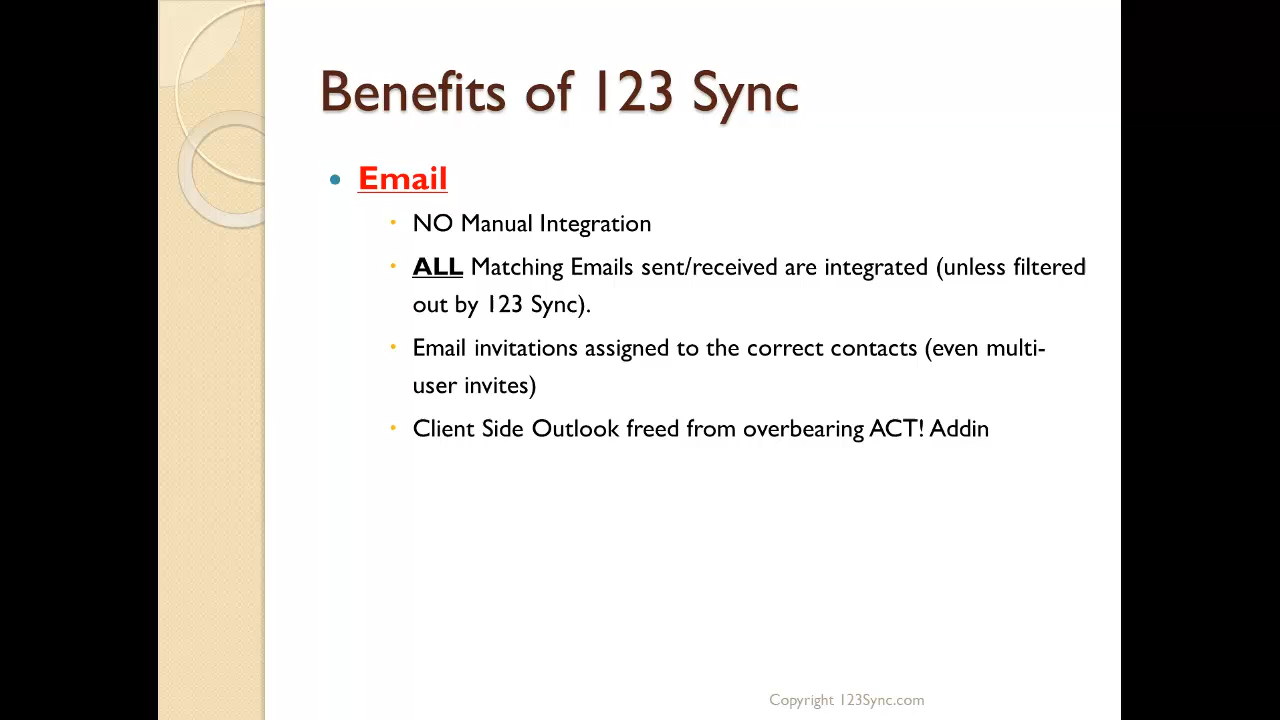 Benefits of 123 Sync
• Email
• NO Manual Integration
• ALL Matching Emails sent/received are integrated (unless filtered
out by 123 Sync).
• Email invitations assigned to the correct contacts (even multi-
user invites)
• Client Side Outlook freed from overbearing ACT! Addin
Copyright 123Sync.com